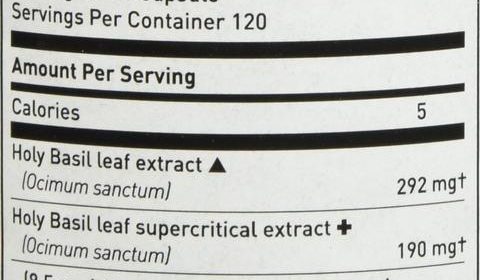 Servings Per Container 120
Amount Per Serving
Calories 5
Holy Basil leaf extract ▲
(Ocimum sanctum) 292 mg†
Holy Basil leaf supercritical extract ✚
(Ocimum sanctum) 190 mg†